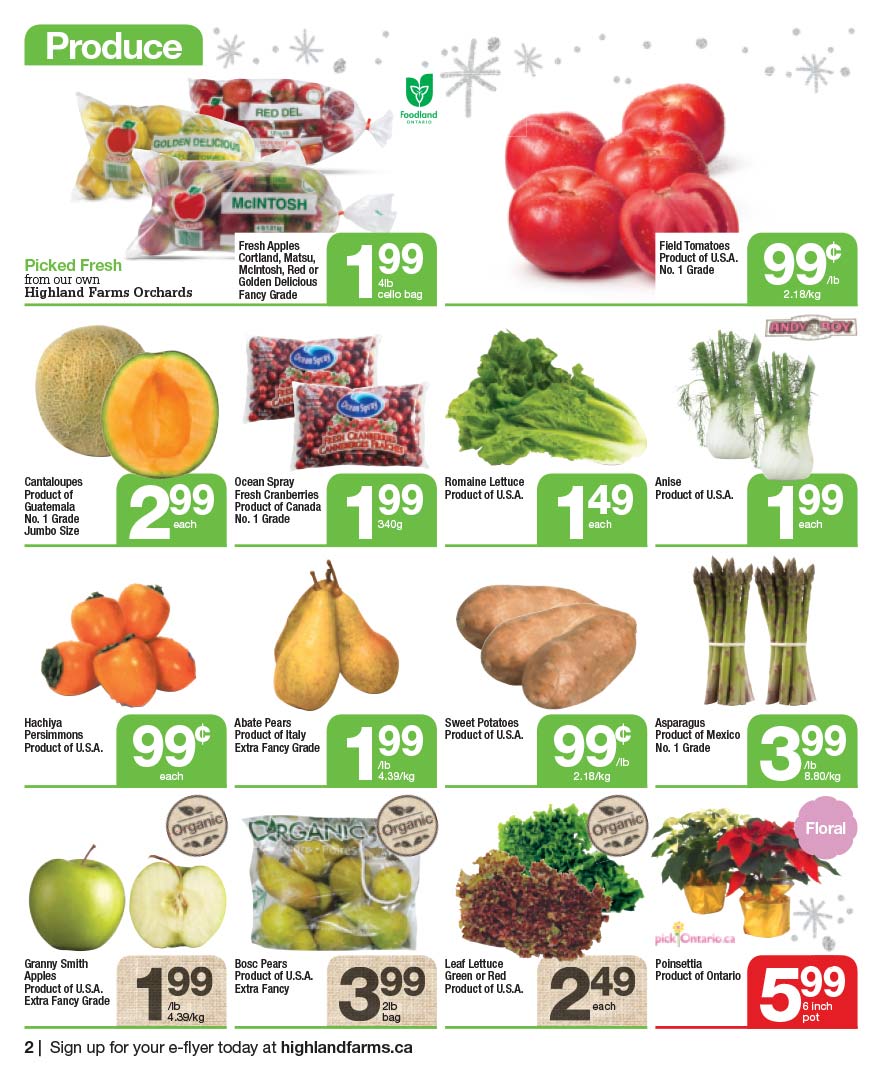 Produce
Foodland
ONTARIO
RED DEL
GOLDEN DELICIOUS
McINTOSH
Picked Fresh
from our own
Highland Farms Orchards
Fresh Apples
Cortland, Matsu,
McIntosh, Red or
Golden Delicious
Fancy Grade
1.99
4lb
cello bag
Field Tomatoes
Product of U.S.A.
No. 1 Grade
99¢
/lb
2.18/kg
Cantaloupes
Product of
Guatemala
No. 1 Grade
Jumbo Size
2.99
each
Ocean Spray
Ocean Spray
FRESH CRANBERRIES
CANNEBERGES FRAÎCHES
Ocean Spray
Fresh Cranberries
Product of Canada
No. 1 Grade
1.99
340g
Romaine Lettuce
Product of U.S.A.
1.49
each
ANDY BOY
Anise
Product of U.S.A.
1.99
each
Hachiya
Persimmons
Product of U.S.A.
99¢
each
Abate Pears
Product of Italy
Extra Fancy Grade
1.99
/lb
4.39/kg
Sweet Potatoes
Product of U.S.A.
99¢
/lb
2.18/kg
Asparagus
Product of Mexico
No. 1 Grade
3.99
/lb
8.80/kg
Organic
Granny Smith
Apples
Product of U.S.A.
Extra Fancy Grade
1.99
/lb
4.39/kg
ORGANICS
Pears · Poires
Organic
Bosc Pears
Product of U.S.A.
Extra Fancy
3.99
2lb
bag
Organic
Leaf Lettuce
Green or Red
Product of U.S.A.
2.49
each
Floral
pickOntario.ca
Poinsettia
Product of Ontario
5.99
6 inch
pot
2 | Sign up for your e-flyer today at highlandfarms.ca